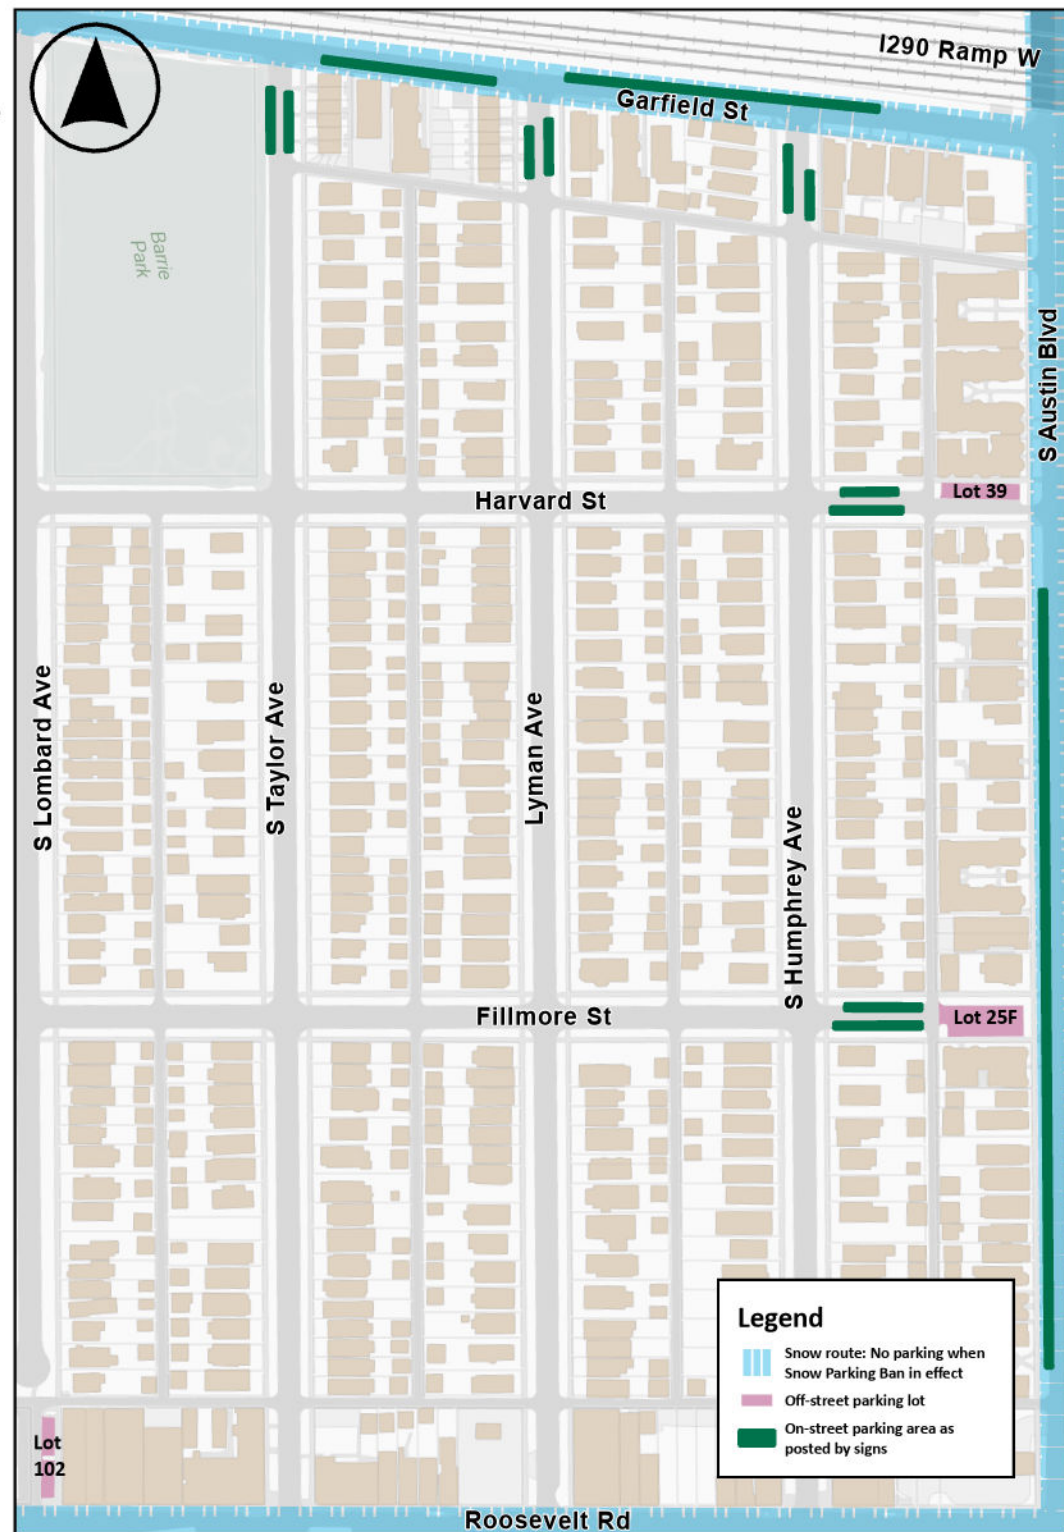 I290 Ramp W
Garfield St
Barrie
Park
S Austin Blvd
Harvard St
Lot 39
S Lombard Ave
S Taylor Ave
Lyman Ave
S Humphrey Ave
Fillmore St
Lot 25F
Legend
Snow route: No parking when
Snow Parking Ban in effect
Off-street parking lot
On-street parking area as
posted by signs
Lot
102
Roosevelt Rd